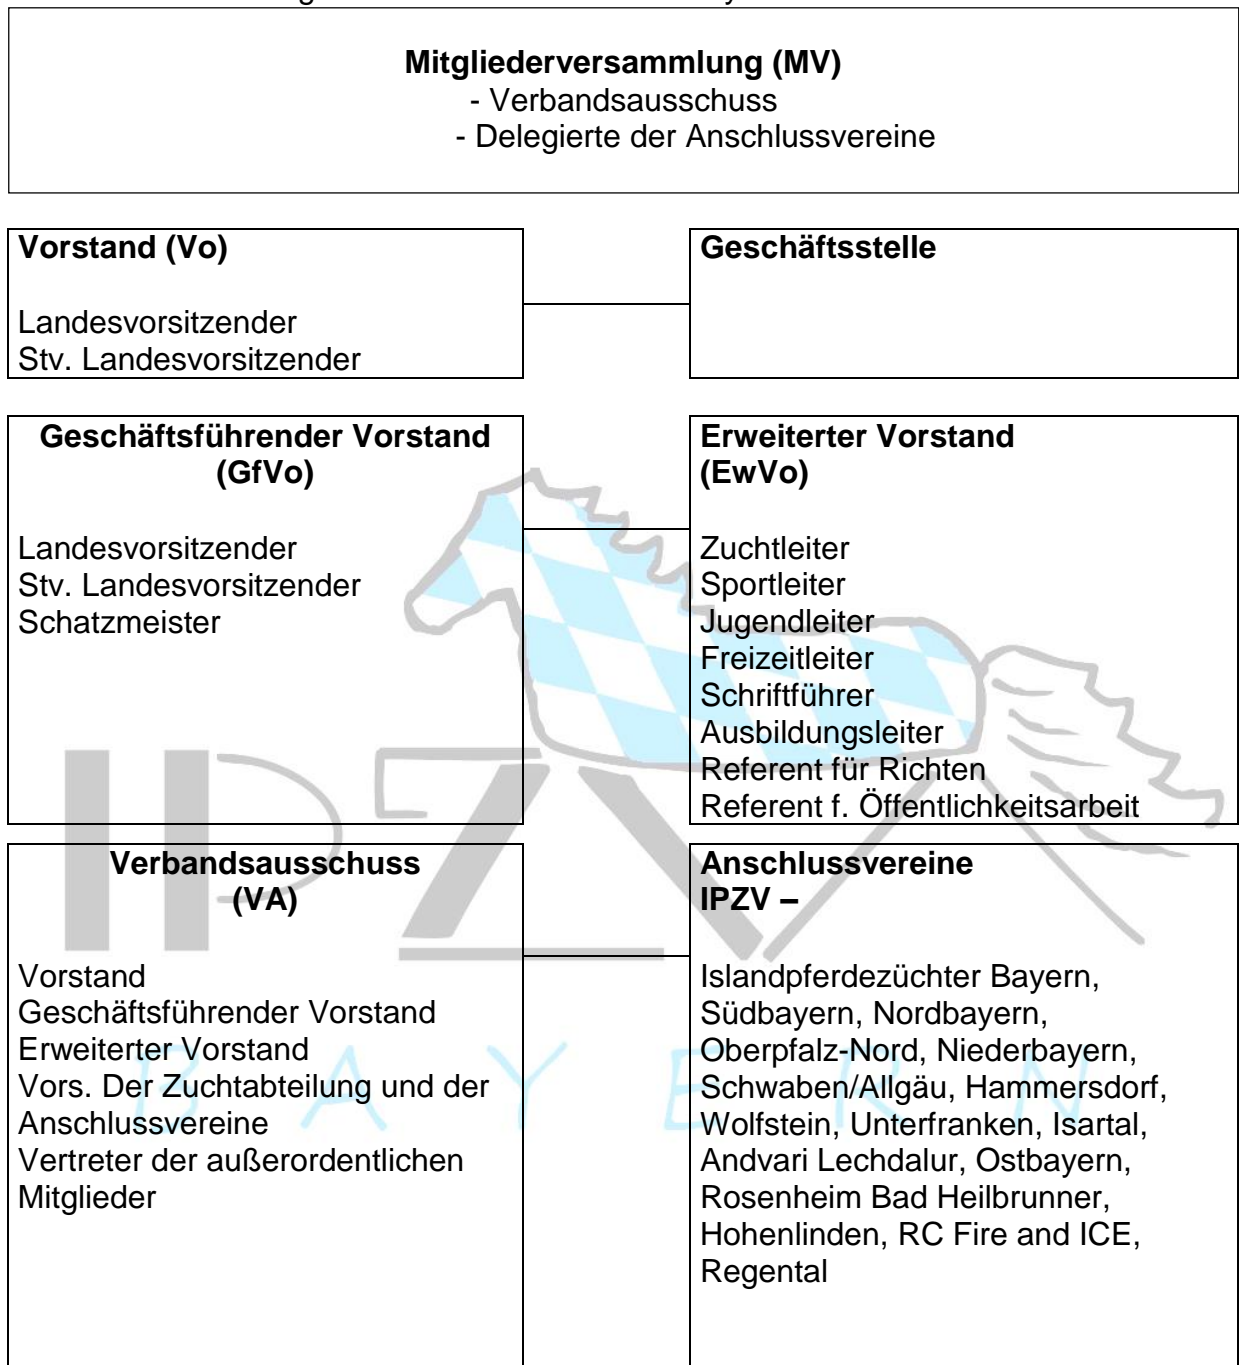 Mitgliederversammlung (MV)
- Verbandsausschuss
- Delegierte der Anschlussvereine
Vorstand (Vo)
Landesvorsitzender
Stv. Landesvorsitzender
Geschäftsstelle
Geschäftsführender Vorstand
(GfVo)
Landesvorsitzender
Stv. Landesvorsitzender
Schatzmeister
Erweiterter Vorstand
(EwVo)
Zuchtleiter
Sportleiter
Jugendleiter
Freizeitleiter
Schriftführer
Ausbildungsleiter
Referent für Richten
Referent f. Öffentlichkeitsarbeit
Verbandsausschuss
(VA)
Vorstand
Geschäftsführender Vorstand
Erweiterter Vorstand
Vors. Der Zuchtabteilung und der
Anschlussvereine
Vertreter der außerordentlichen
Mitglieder
Anschlussvereine
IPZV –
Islandpferdezüchter Bayern,
Südbayern, Nordbayern,
Oberpfalz-Nord, Niederbayern,
Schwaben/Allgäu, Hammersdorf,
Wolfstein, Unterfranken, Isartal,
Andvari Lechdalur, Ostbayern,
Rosenheim Bad Heilbrunner,
Hohenlinden, RC Fire and ICE,
Regental
IPZV
BAYERN